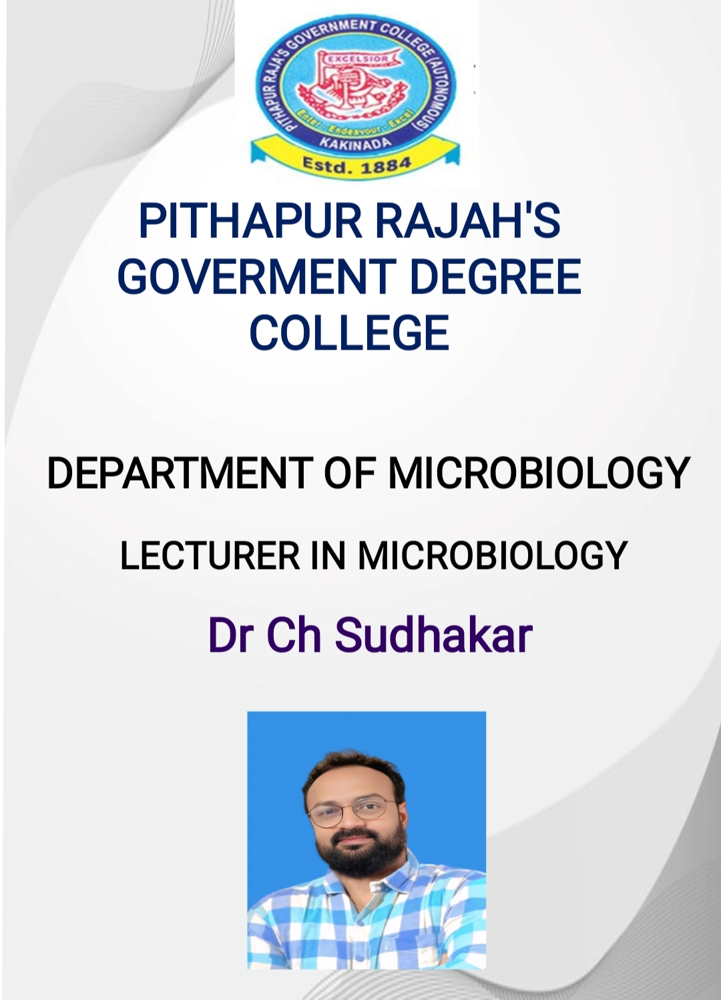 PITHAPUR RAJA'S GOVERNMENT COLLEGE (AUTONOMOUS)
EXCELSIOR
Enter - Endeavour - Excel
KAKINADA
Estd. 1884
PITHAPUR RAJAH'S
GOVERMENT DEGREE
COLLEGE
DEPARTMENT OF MICROBIOLOGY
LECTURER IN MICROBIOLOGY
Dr Ch Sudhakar